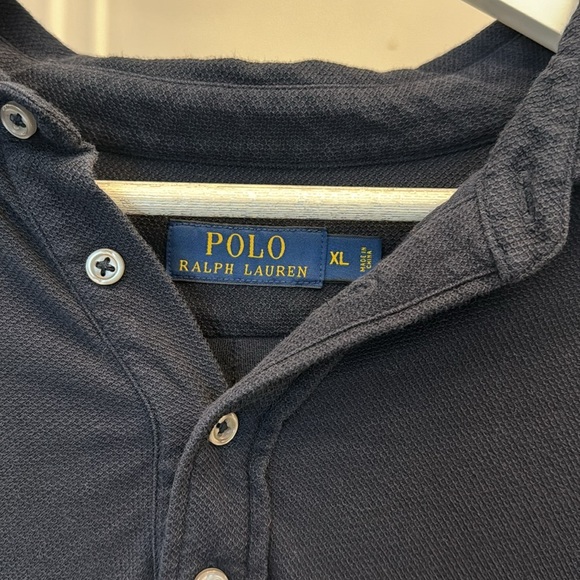 POLO
RALPH LAUREN
XL
MADE IN
CHINA